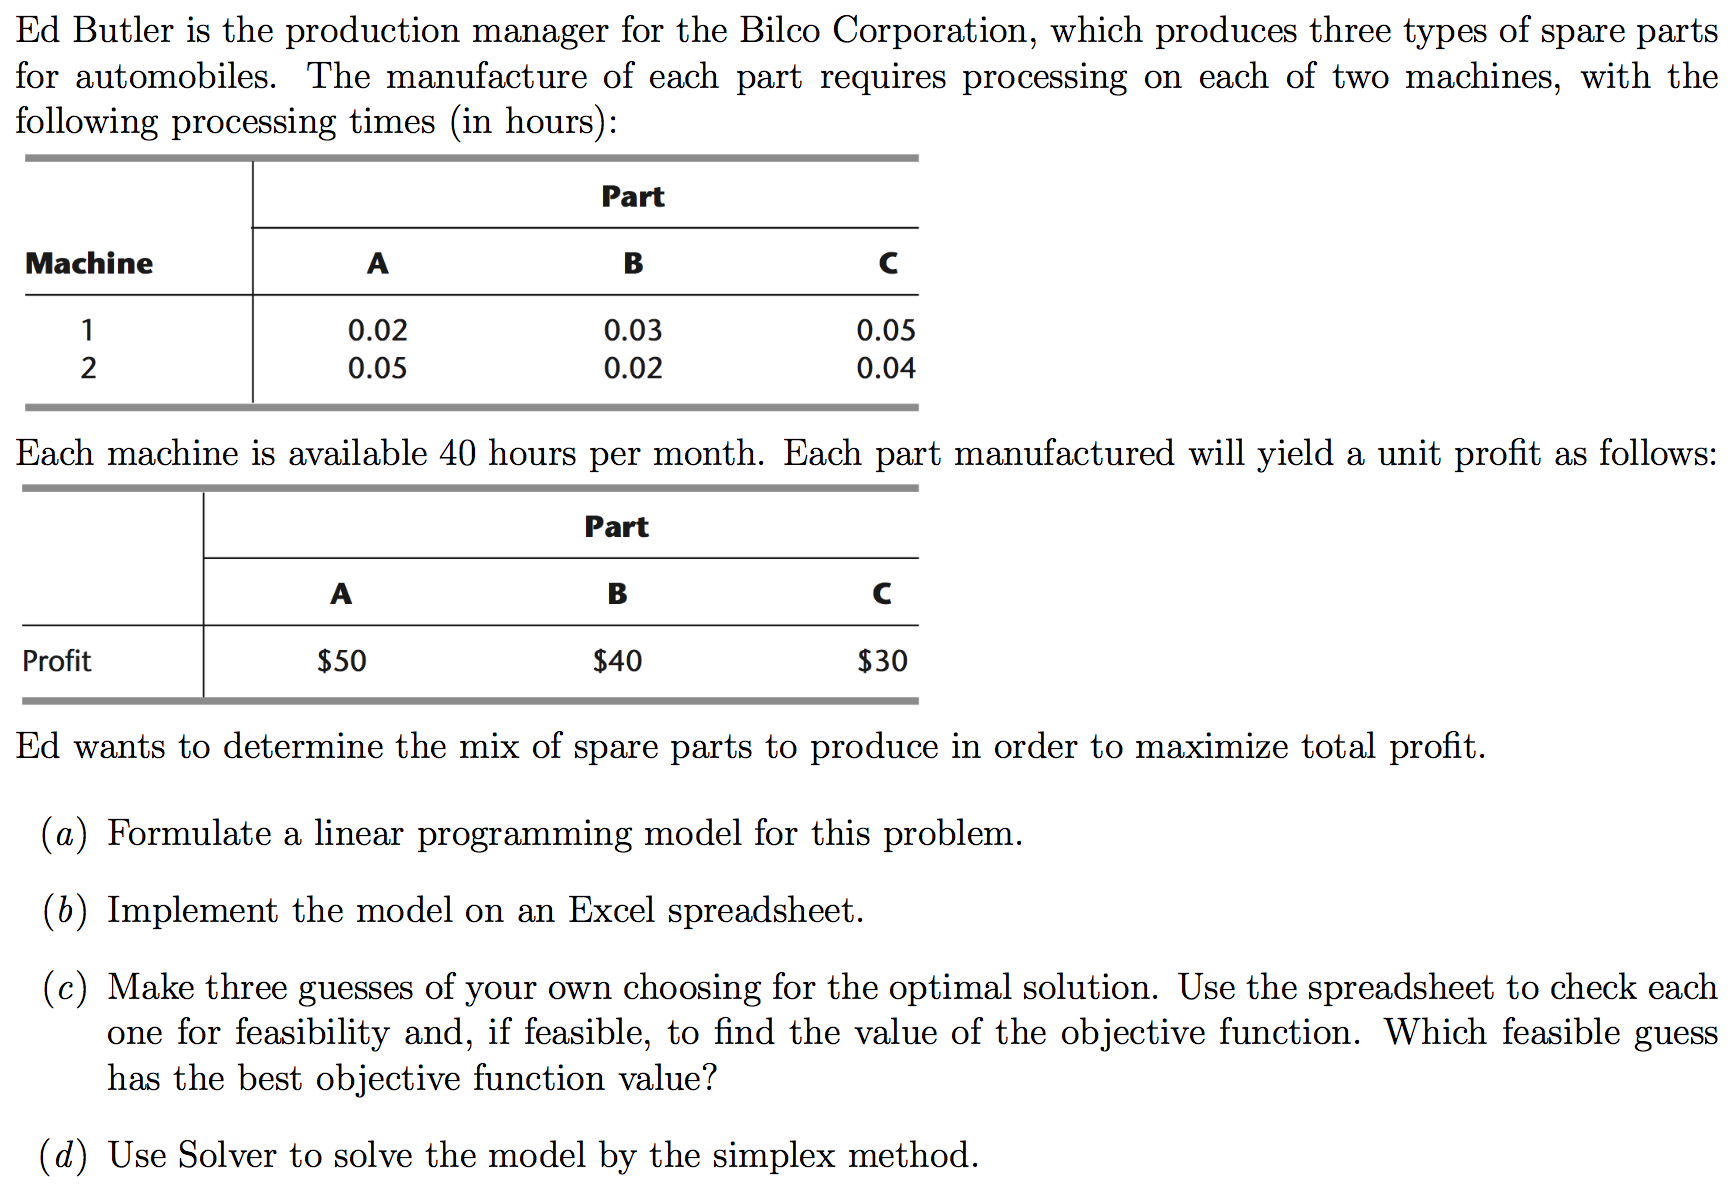 Ed Butler is the production manager for the Bilco Corporation, which produces three types of spare parts
for automobiles. The manufacture of each part requires processing on each of two machines, with the
following processing times (in hours):
Part
Machine A B C
1 0.02 0.03 0.05
2 0.05 0.02 0.04
Each machine is available 40 hours per month. Each part manufactured will yield a unit profit as follows:
Part
A B C
Profit $50 $40 $30
Ed wants to determine the mix of spare parts to produce in order to maximize total profit.
(a) Formulate a linear programming model for this problem.
(b) Implement the model on an Excel spreadsheet.
(c) Make three guesses of your own choosing for the optimal solution. Use the spreadsheet to check each
one for feasibility and, if feasible, to find the value of the objective function. Which feasible guess
has the best objective function value?
(d) Use Solver to solve the model by the simplex method.